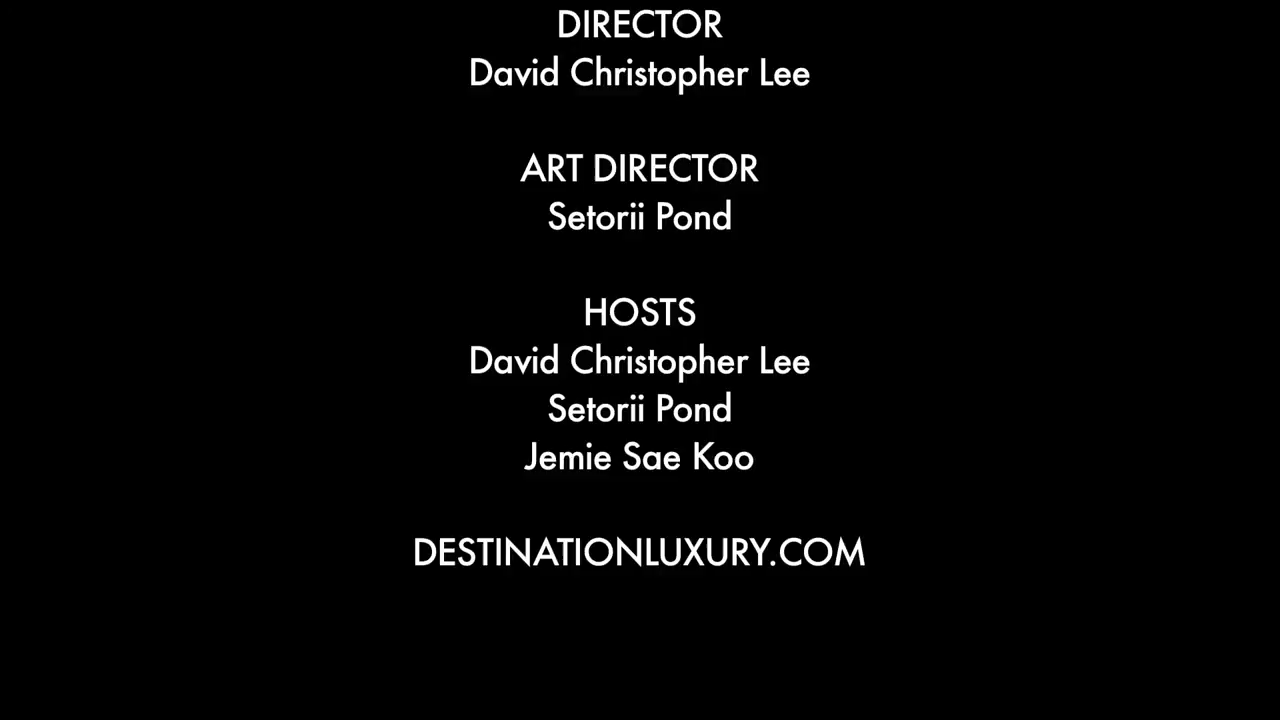 DIRECTOR
David Christopher Lee
ART DIRECTOR
Setorii Pond
HOSTS
David Christopher Lee
Setorii Pond
Jemie Sae Koo
DESTINATIONLUXURY.COM